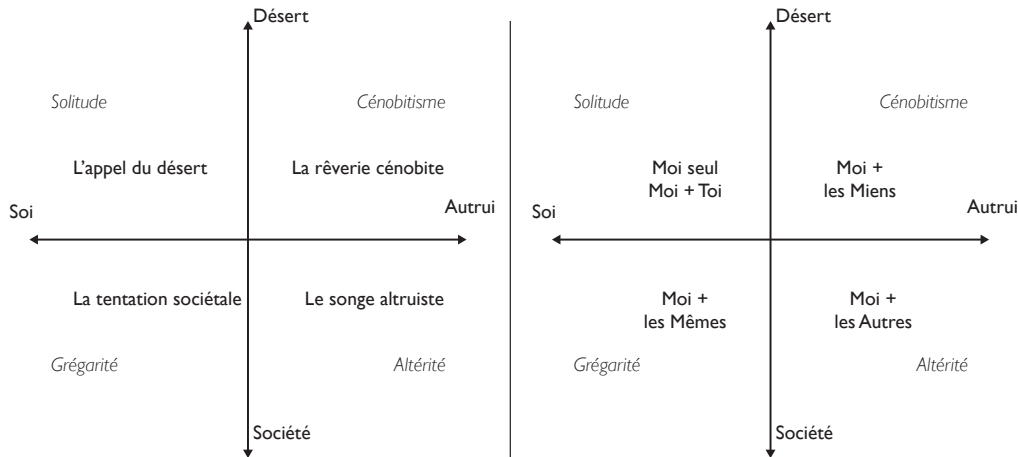 Désert
Solitude
Cénobitisme
L'appel du désert
La rêverie cénobite
Soi
Autrui
La tentation sociétale
Le songe altruiste
Grégarité
Altérité
Société
Désert
Solitude
Cénobitisme
Moi seul
Moi + Toi
Moi +
les Miens
Soi
Autrui
Moi +
les Mêmes
Moi +
les Autres
Grégarité
Altérité
Société